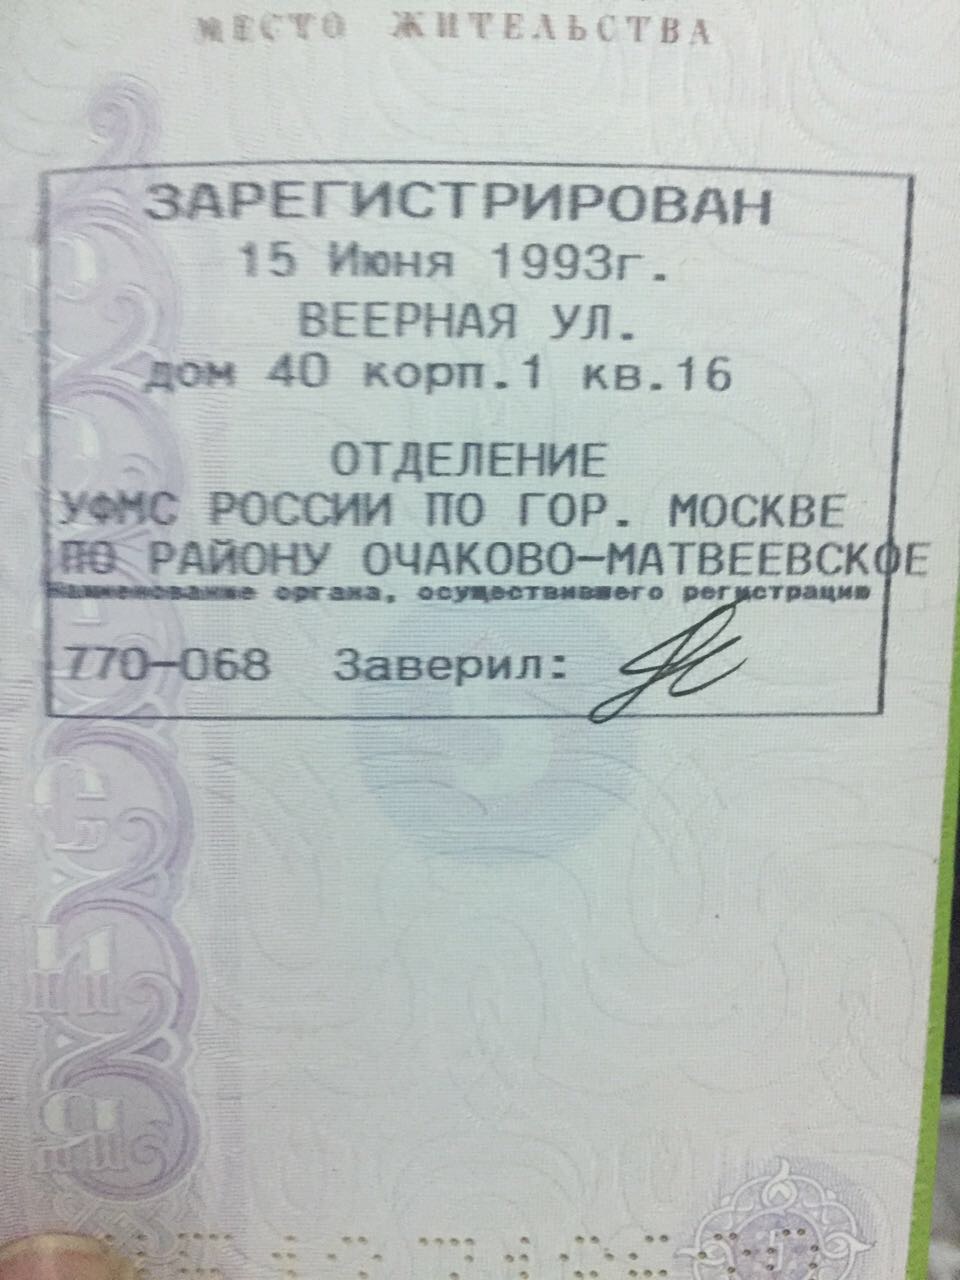 МЕСТО ЖИТЕЛЬСТВА
ЗАРЕГИСТРИРОВАН
15 Июня 1993г.
ВЕЕРНАЯ УЛ.
дом 40 корп.1 кв.16
ОТДЕЛЕНИЕ
УФМС РОССИИ ПО ГОР. МОСКВЕ
ПО РАЙОНУ ОЧАКОВО-МАТВЕЕВСКОЕ
Наименование органа, осуществившего регистрацию
770-068 Заверил: